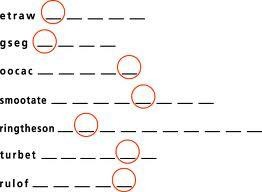 etraw
gseg
oocac
smootate
ringtheson
turbet
rulof